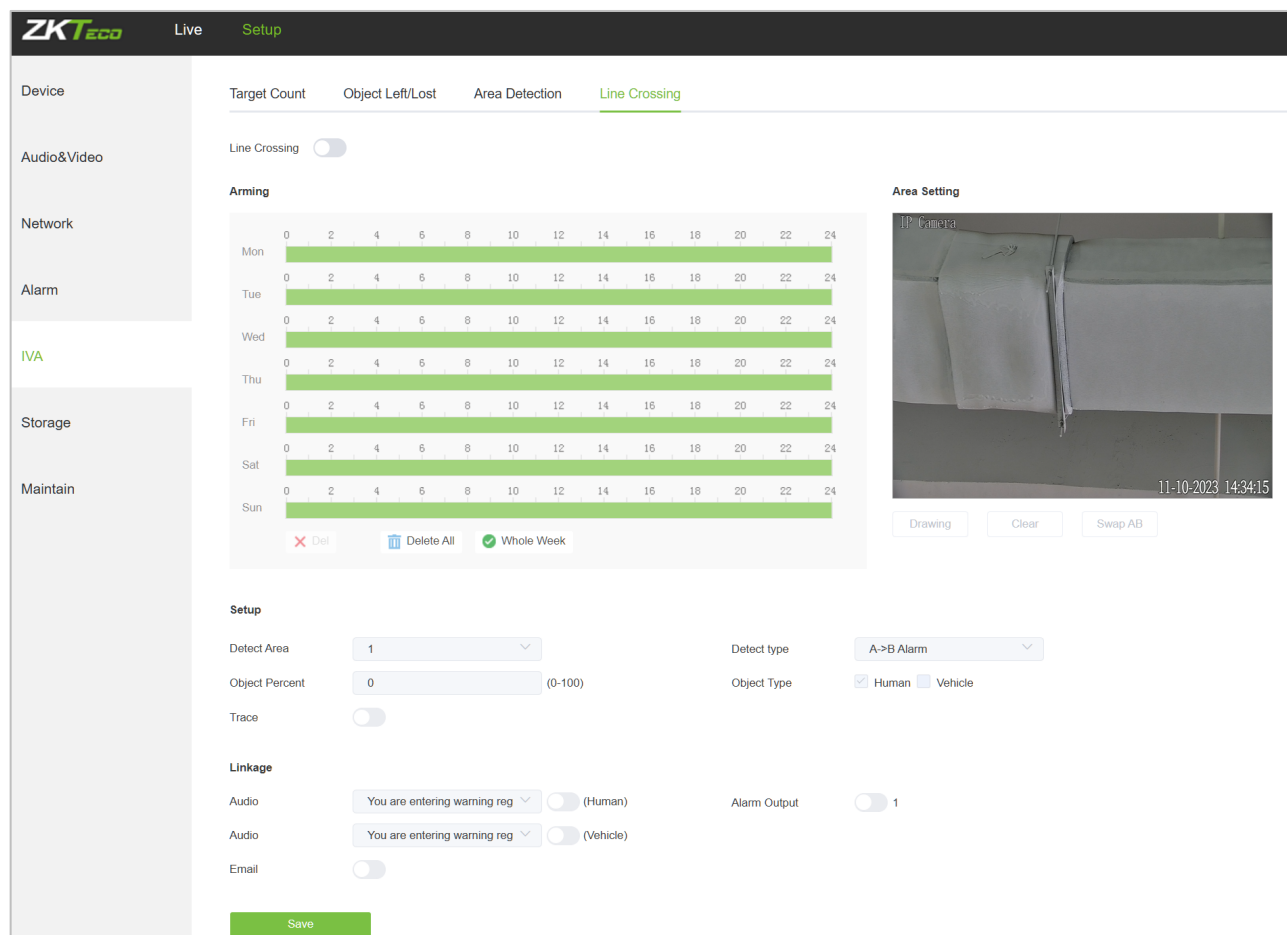 ZKTeco Live Setup
Device
Audio&Video
Network
Alarm
IVA
Storage
Maintain
Target Count Object Left/Lost Area Detection Line Crossing
Line Crossing
Arming
0 2 4 6 8 10 12 14 16 18 20 22 24
Mon
0 2 4 6 8 10 12 14 16 18 20 22 24
Tue
0 2 4 6 8 10 12 14 16 18 20 22 24
Wed
0 2 4 6 8 10 12 14 16 18 20 22 24
Thu
0 2 4 6 8 10 12 14 16 18 20 22 24
Fri
0 2 4 6 8 10 12 14 16 18 20 22 24
Sat
0 2 4 6 8 10 12 14 16 18 20 22 24
Sun
Del Delete All Whole Week
Area Setting
IP Camera
11-10-2023 14:34:15
Drawing Clear Swap AB
Setup
Detect Area 1 Detect type A->B Alarm
Object Percent 0 (0-100) Object Type Human Vehicle
Trace
Linkage
Audio You are entering warning reg (Human) Alarm Output 1
Audio You are entering warning reg (Vehicle)
Email
Save